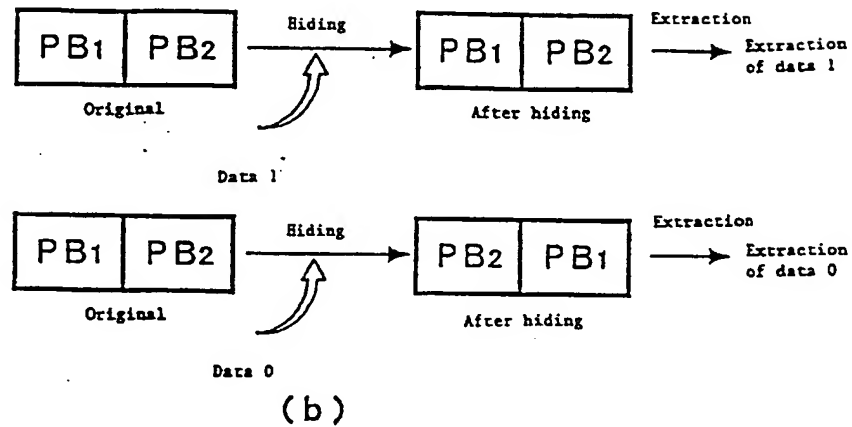 Hiding
Extraction
PB1 PB2
PB1 PB2
Extraction
of data 1
Original
After hiding
Data 1
Hiding
Extraction
PB1 PB2
PB2 PB1
Extraction
of data 0
Original
After hiding
Data 0
(b)